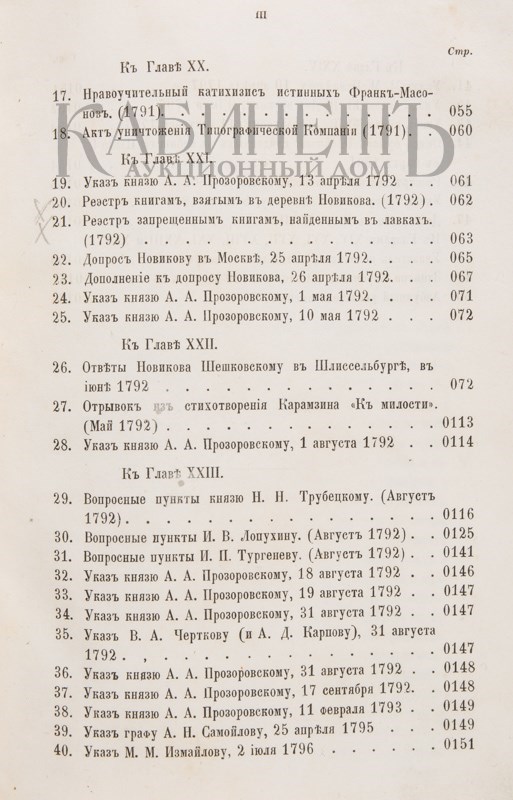 III
Стр.
Къ Главѣ XX.
17. Нравоучительный катихизисъ истинныхъ Франкъ-Масо-
новъ. (1791). . . . . . . . . . . . . . 055
18. Актъ уничтоженія Типографической Компаніи (1791). . 060
КАБИНЕТЪ
АУКЦИОННЫЙ ДОМ
Къ Главѣ XXI.
19. Указъ князю А. А. Прозоровскому, 13 апрѣля 1792 . . 061
20. Реэстръ книгамъ, взятымъ въ деревнѣ Новикова. (1792) . 062
21. Реэстръ запрещеннымъ книгамъ, найденнымъ въ лавкахъ.
(1792) . . . . . . . . . . . . . . 063
22. Допросъ Новикову въ Москвѣ, 25 апрѣля 1792. . . . 065
23. Дополненіе къ допросу Новикова, 26 апрѣля 1792. . . 067
24. Указъ князю А. А. Прозоровскому, 1 мая 1792. . . . 071
25. Указъ князю А. А. Прозоровскому, 10 мая 1792 . . . 072
Къ Главѣ XXII.
26. Отвѣты Новикова Шешковскому въ Шлиссельбургѣ, въ
іюнѣ 1792 . . . . . . . . . . . . . 072
27. Отрывокъ изъ стихотворенія Карамзина «Къ милости».
(Май 1792) . . . . . . . . . . . . . 0113
28. Указъ князю А. А. Прозоровскому, 1 августа 1792 . . 0114
Къ Главѣ XXIII.
29. Вопросные пункты князю Н. Н. Трубецкому. (Августъ
1792) . . . . . . . . . . . . . . 0116
30. Вопросные пункты И. В. Лопухину. (Августъ 1792) . . 0125
31. Вопросные пункты И. П. Тургеневу. (Августъ 1792) . . 0141
32. Указъ князю А. А. Прозоровскому, 18 августа 1792 . . 0146
33. Указъ князю А. А. Прозоровскому, 19 августа 1792 . . 0147
34. Указъ князю А. А. Прозоровскому, 31 августа 1792 . . 0147
35. Указъ В. А. Черткову (и А. Д. Карпову), 31 августа
1792 . , . . . . . . . . . . . . . 0147
36. Указъ князю А. А. Прозоровскому, 31 августа 1792 . . 0148
37. Указъ князю А. А. Прозоровскому, 17 сентября 1792. . 0148
38. Указъ князю А. А. Прозоровскому, 11 февраля 1793 . . 0149
39. Указъ графу А. Н. Самойлову, 25 апрѣля 1795 . . . 0149
40. Указъ М. М. Измайлову, 2 іюля 1796 . . . . . . 0151